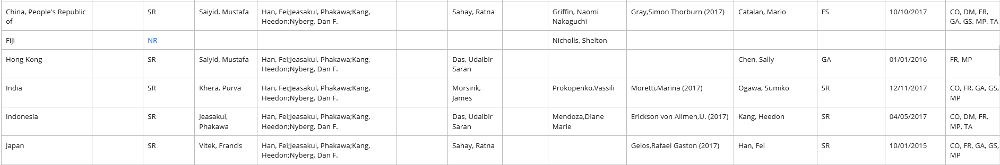 China, People's Republic of SR Saiyid, Mustafa Han, Fei;Jeasakul, Phakawa;Kang, Heedon;Nyberg, Dan F. Sahay, Ratna Griffin, Naomi Nakaguchi Gray,Simon Thorburn (2017) Catalan, Mario FS 10/10/2017 CO, DM, FR, GA, GS, MP, TA
Fiji NR Nicholls, Shelton
Hong Kong SR Saiyid, Mustafa Han, Fei;Jeasakul, Phakawa;Kang, Heedon;Nyberg, Dan F. Das, Udaibir Saran Chen, Sally GA 01/01/2016 FR, MP
India SR Khera, Purva Han, Fei;Jeasakul, Phakawa;Kang, Heedon;Nyberg, Dan F. Morsink, James Prokopenko,Vassili Moretti,Marina (2017) Ogawa, Sumiko SR 12/11/2017 CO, FR, GA, GS, MP
Indonesia SR Jeasakul, Phakawa Han, Fei;Jeasakul, Phakawa;Kang, Heedon;Nyberg, Dan F. Das, Udaibir Saran Mendoza,Diane Marie Erickson von Allmen,U. (2017) Kang, Heedon SR 04/05/2017 CO, DM, FR, MP, TA
Japan SR Vitek, Francis Han, Fei;Jeasakul, Phakawa;Kang, Heedon;Nyberg, Dan F. Sahay, Ratna Gelos,Rafael Gaston (2017) Han, Fei SR 10/01/2015 CO, FR, GA, GS, MP